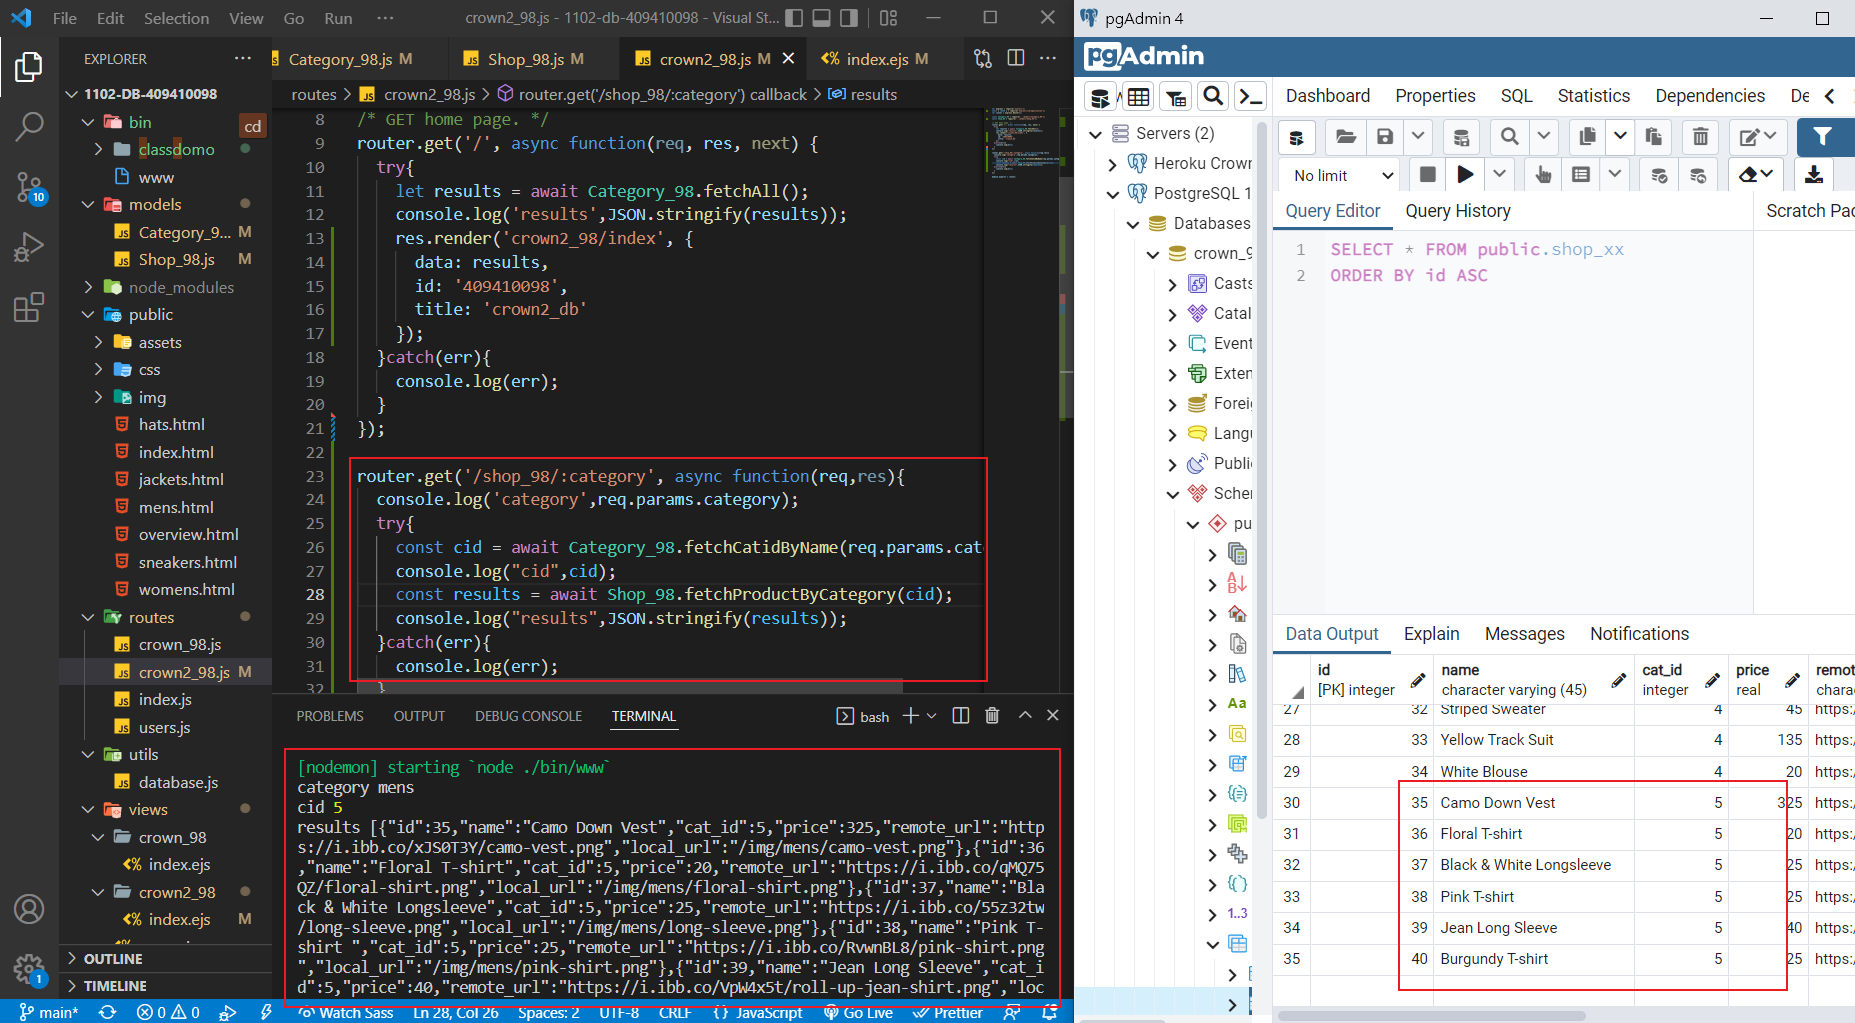 File Edit Selection View Go Run ··· crown2_98.js - 1102-db-409410098 - Visual St...
EXPLORER ···
1102-DB-409410098
bin
classdomo
cd
www
models
Category_9... M
Shop_98.js M
node_modules
public
assets
css
img
hats.html
index.html
jackets.html
mens.html
overview.html
sneakers.html
womens.html
routes
crown_98.js
crown2_98.js M
index.js
users.js
utils
database.js
views
crown_98
index.ejs
crown2_98
index.ejs M
OUTLINE
TIMELINE
10
1
Category_98.js M Shop_98.js M crown2_98.js M index.ejs M ···
routes > crown2_98.js > router.get('/shop_98/:category') callback > results
8 /* GET home page. */
9 router.get('/', async function(req, res, next) {
10 try{
11 let results = await Category_98.fetchAll();
12 console.log('results',JSON.stringify(results));
13 res.render('crown2_98/index', {
14 data: results,
15 id: '409410098',
16 title: 'crown2_db'
17 });
18 }catch(err){
19 console.log(err);
20 }
21 });
22
23 router.get('/shop_98/:category', async function(req,res){
24 console.log('category',req.params.category);
25 try{
26 const cid = await Category_98.fetchCatidByName(req.params.cat
27 console.log("cid",cid);
28 const results = await Shop_98.fetchProductByCategory(cid);
29 console.log("results",JSON.stringify(results));
30 }catch(err){
31 console.log(err);
32 }
PROBLEMS OUTPUT DEBUG CONSOLE TERMINAL bash
[nodemon] starting `node ./bin/www`
category mens
cid 5
results [{"id":35,"name":"Camo Down Vest","cat_id":5,"price":325,"remote_url":"http
s://i.ibb.co/xJS0T3Y/camo-vest.png","local_url":"/img/mens/camo-vest.png"},{"id":36
,"name":"Floral T-shirt","cat_id":5,"price":20,"remote_url":"https://i.ibb.co/qMQ75
QZ/floral-shirt.png","local_url":"/img/mens/floral-shirt.png"},{"id":37,"name":"Bla
ck & White Longsleeve","cat_id":5,"price":25,"remote_url":"https://i.ibb.co/55z32tw
/long-sleeve.png","local_url":"/img/mens/long-sleeve.png"},{"id":38,"name":"Pink T-
shirt ","cat_id":5,"price":25,"remote_url":"https://i.ibb.co/RvwnBL8/pink-shirt.png
","local_url":"/img/mens/pink-shirt.png"},{"id":39,"name":"Jean Long Sleeve","cat_i
d":5,"price":40,"remote_url":"https://i.ibb.co/VpW4x5t/roll-up-jean-shirt.png","loc
main* 0 0 Watch Sass Ln 28, Col 26 Spaces: 2 UTF-8 CRLF {} JavaScript Go Live Prettier
pgAdmin 4
pgAdmin
Dashboard Properties SQL Statistics Dependencies De
Servers (2)
Heroku Crow
PostgreSQL 1
Databases
crown_9
Casts
Catal
Event
Exten
Foreig
Langu
Public
Scher
pu
Aa
1..3
No limit
Query Editor Query History Scratch Pad
1 SELECT * FROM public.shop_xx
2 ORDER BY id ASC
Data Output Explain Messages Notifications
id [PK] integer name character varying (45) cat_id integer price real remot chara
27 32 Striped Sweater 4 45 https:/
28 33 Yellow Track Suit 4 135 https:/
29 34 White Blouse 4 20 https:/
30 35 Camo Down Vest 5 325 https:/
31 36 Floral T-shirt 5 20 https:/
32 37 Black & White Longsleeve 5 25 https:/
33 38 Pink T-shirt 5 25 https:/
34 39 Jean Long Sleeve 5 40 https:/
35 40 Burgundy T-shirt 5 25 https:/